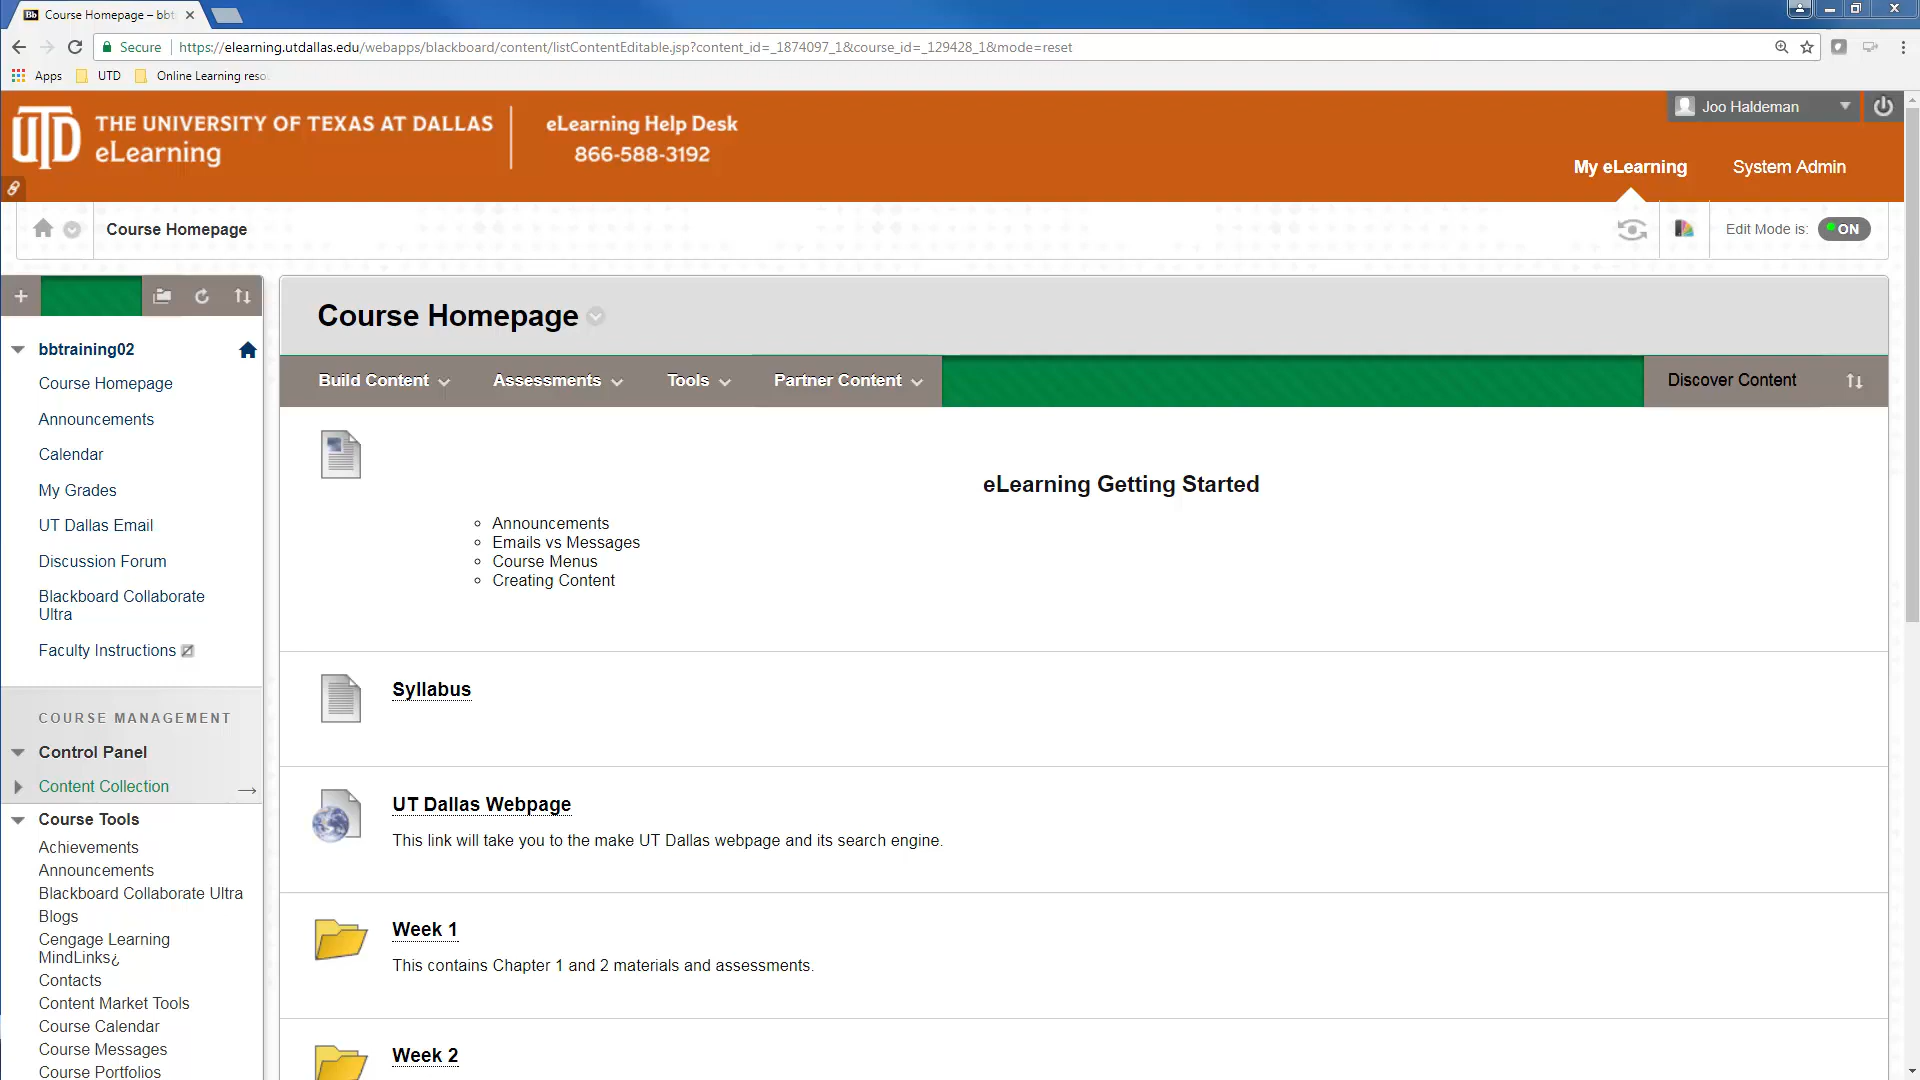 Course Homepage – bbt
Secure
https://elearning.utdallas.edu/webapps/blackboard/content/listContentEditable.jsp?content_id=_1874097_1&course_id=_129428_1&mode=reset
Apps
UTD
Online Learning reso
UTD
THE UNIVERSITY OF TEXAS AT DALLAS
eLearning
eLearning Help Desk
866-588-3192
Joo Haldeman
My eLearning
System Admin
Course Homepage
Edit Mode is:
ON
bbtraining02
Course Homepage
Announcements
Calendar
My Grades
UT Dallas Email
Discussion Forum
Blackboard Collaborate
Ultra
Faculty Instructions
COURSE MANAGEMENT
Control Panel
Content Collection
Course Tools
Achievements
Announcements
Blackboard Collaborate Ultra
Blogs
Cengage Learning
MindLinks¿
Contacts
Content Market Tools
Course Calendar
Course Messages
Course Portfolios
Course Homepage
Build Content
Assessments
Tools
Partner Content
Discover Content
eLearning Getting Started
Announcements
Emails vs Messages
Course Menus
Creating Content
Syllabus
UT Dallas Webpage
This link will take you to the make UT Dallas webpage and its search engine.
Week 1
This contains Chapter 1 and 2 materials and assessments.
Week 2